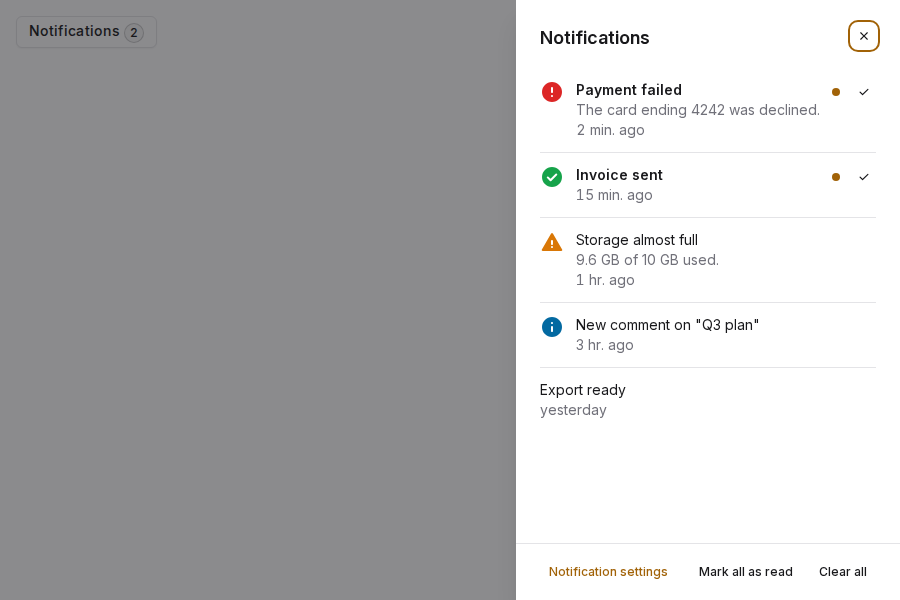 Notifications 2
Notifications
Payment failed
The card ending 4242 was declined.
2 min. ago
Invoice sent
15 min. ago
Storage almost full
9.6 GB of 10 GB used.
1 hr. ago
New comment on "Q3 plan"
3 hr. ago
Export ready
yesterday
Notification settings Mark all as read Clear all